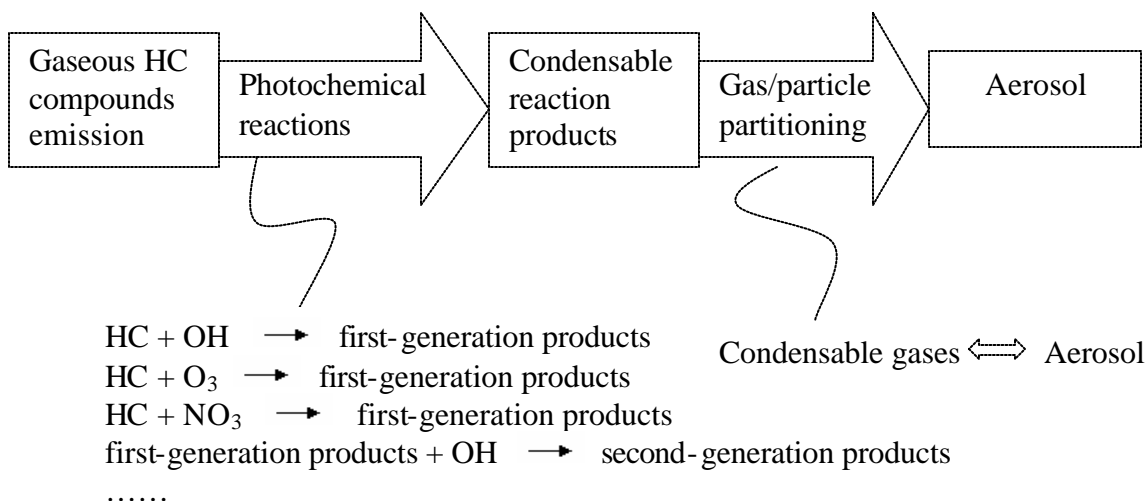 Gaseous HC
compounds
emission
Photochemical
reactions
Condensable
reaction
products
Gas/particle
partitioning
Aerosol
HC + OH → first-generation products
HC + O₃ → first-generation products
HC + NO₃ → first-generation products
first-generation products + OH → second-generation products
……
Condensable gases ⇔ Aerosol